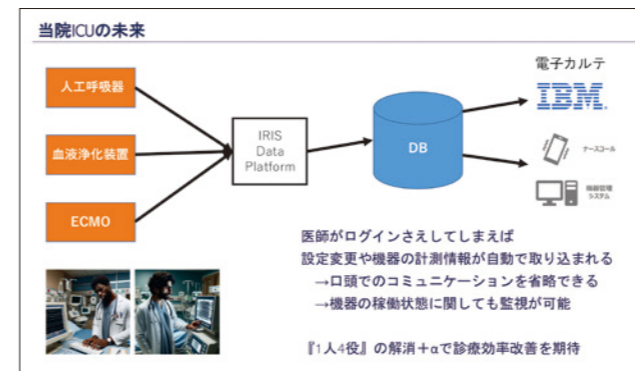 当院ICUの未来
人工呼吸器
血液浄化装置
ECMO
IRIS
Data
Platform
DB
電子カルテ
IBM
ナースコール
機器管理
システム
医師がログインさえしてしまえば
設定変更や機器の計測情報が自動で取り込まれる
→口頭でのコミュニケーションを省略できる
→機器の稼働状態に関しても監視が可能
『1人4役』の解消+αで診療効率改善を期待